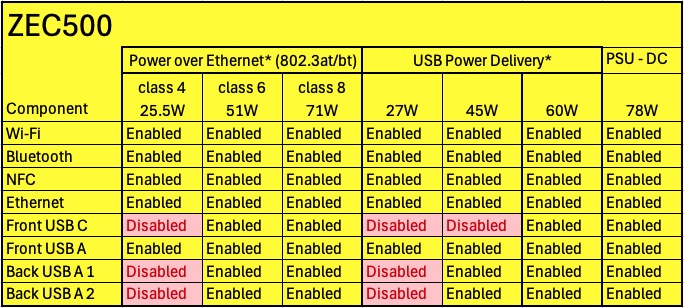 ZEC500
Power over Ethernet* (802.3at/bt) USB Power Delivery* PSU - DC
class 4 class 6 class 8
Component 25.5W 51W 71W 27W 45W 60W 78W
Wi-Fi Enabled Enabled Enabled Enabled Enabled Enabled Enabled
Bluetooth Enabled Enabled Enabled Enabled Enabled Enabled Enabled
NFC Enabled Enabled Enabled Enabled Enabled Enabled Enabled
Ethernet Enabled Enabled Enabled Enabled Enabled Enabled Enabled
Front USB C Disabled Enabled Enabled Disabled Disabled Enabled Enabled
Front USB A Enabled Enabled Enabled Enabled Enabled Enabled Enabled
Back USB A 1 Disabled Enabled Enabled Disabled Enabled Enabled Enabled
Back USB A 2 Disabled Enabled Enabled Disabled Enabled Enabled Enabled